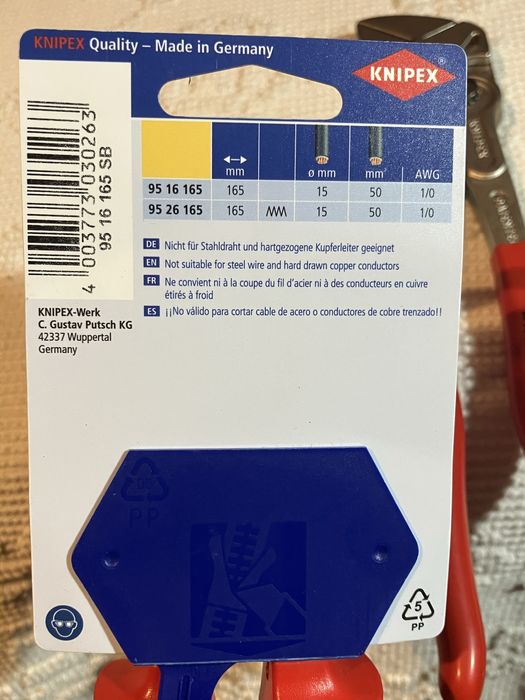 KNIPEX Quality – Made in Germany
KNIPEX
4 003773 030263
95 16 165 SB
mm ø mm mm² AWG
95 16 165 165 15 50 1/0
95 26 165 165 15 50 1/0
DE Nicht für Stahldraht und hartgezogene Kupferleiter geeignet
EN Not suitable for steel wire and hard drawn copper conductors
FR Ne convient ni à la coupe du fil d'acier ni à des conducteurs en cuivre
étirés à froid
ES ¡¡No válido para cortar cable de acero o conductores de cobre trenzado!!
KNIPEX-Werk
C. Gustav Putsch KG
42337 Wuppertal
Germany
05
PP
5
PP
KNIPEX